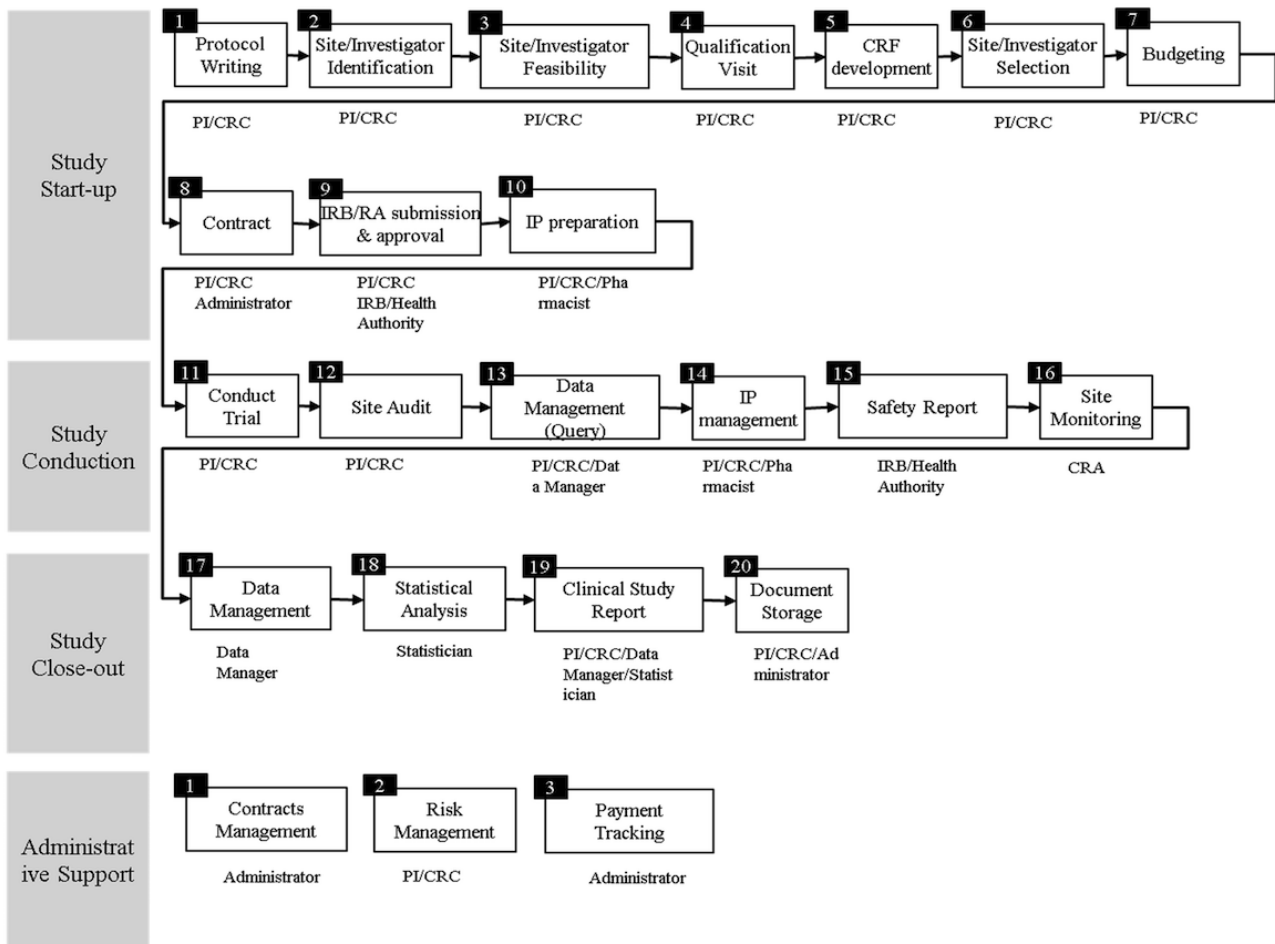 Study
Start-up
1
Protocol
Writing
PI/CRC
2
Site/Investigator
Identification
PI/CRC
3
Site/Investigator
Feasibility
PI/CRC
4
Qualification
Visit
PI/CRC
5
CRF
development
PI/CRC
6
Site/Investigator
Selection
PI/CRC
7
Budgeting
PI/CRC
8
Contract
PI/CRC
Administrator
9
IRB/RA submission
& approval
PI/CRC
IRB/Health
Authority
10
IP preparation
PI/CRC/Pha
rmacist
Study
Conduction
11
Conduct
Trial
PI/CRC
12
Site Audit
PI/CRC
13
Data
Management
(Query)
PI/CRC/Dat
a Manager
14
IP
management
PI/CRC/Pha
rmacist
15
Safety Report
IRB/Health
Authority
16
Site
Monitoring
CRA
Study
Close-out
17
Data
Management
Data
Manager
18
Statistical
Analysis
Statistician
19
Clinical Study
Report
PI/CRC/Data
Manager/Statist
ician
20
Document
Storage
PI/CRC/Ad
ministrator
Administrat
ive Support
1
Contracts
Management
Administrator
2
Risk
Management
PI/CRC
3
Payment
Tracking
Administrator